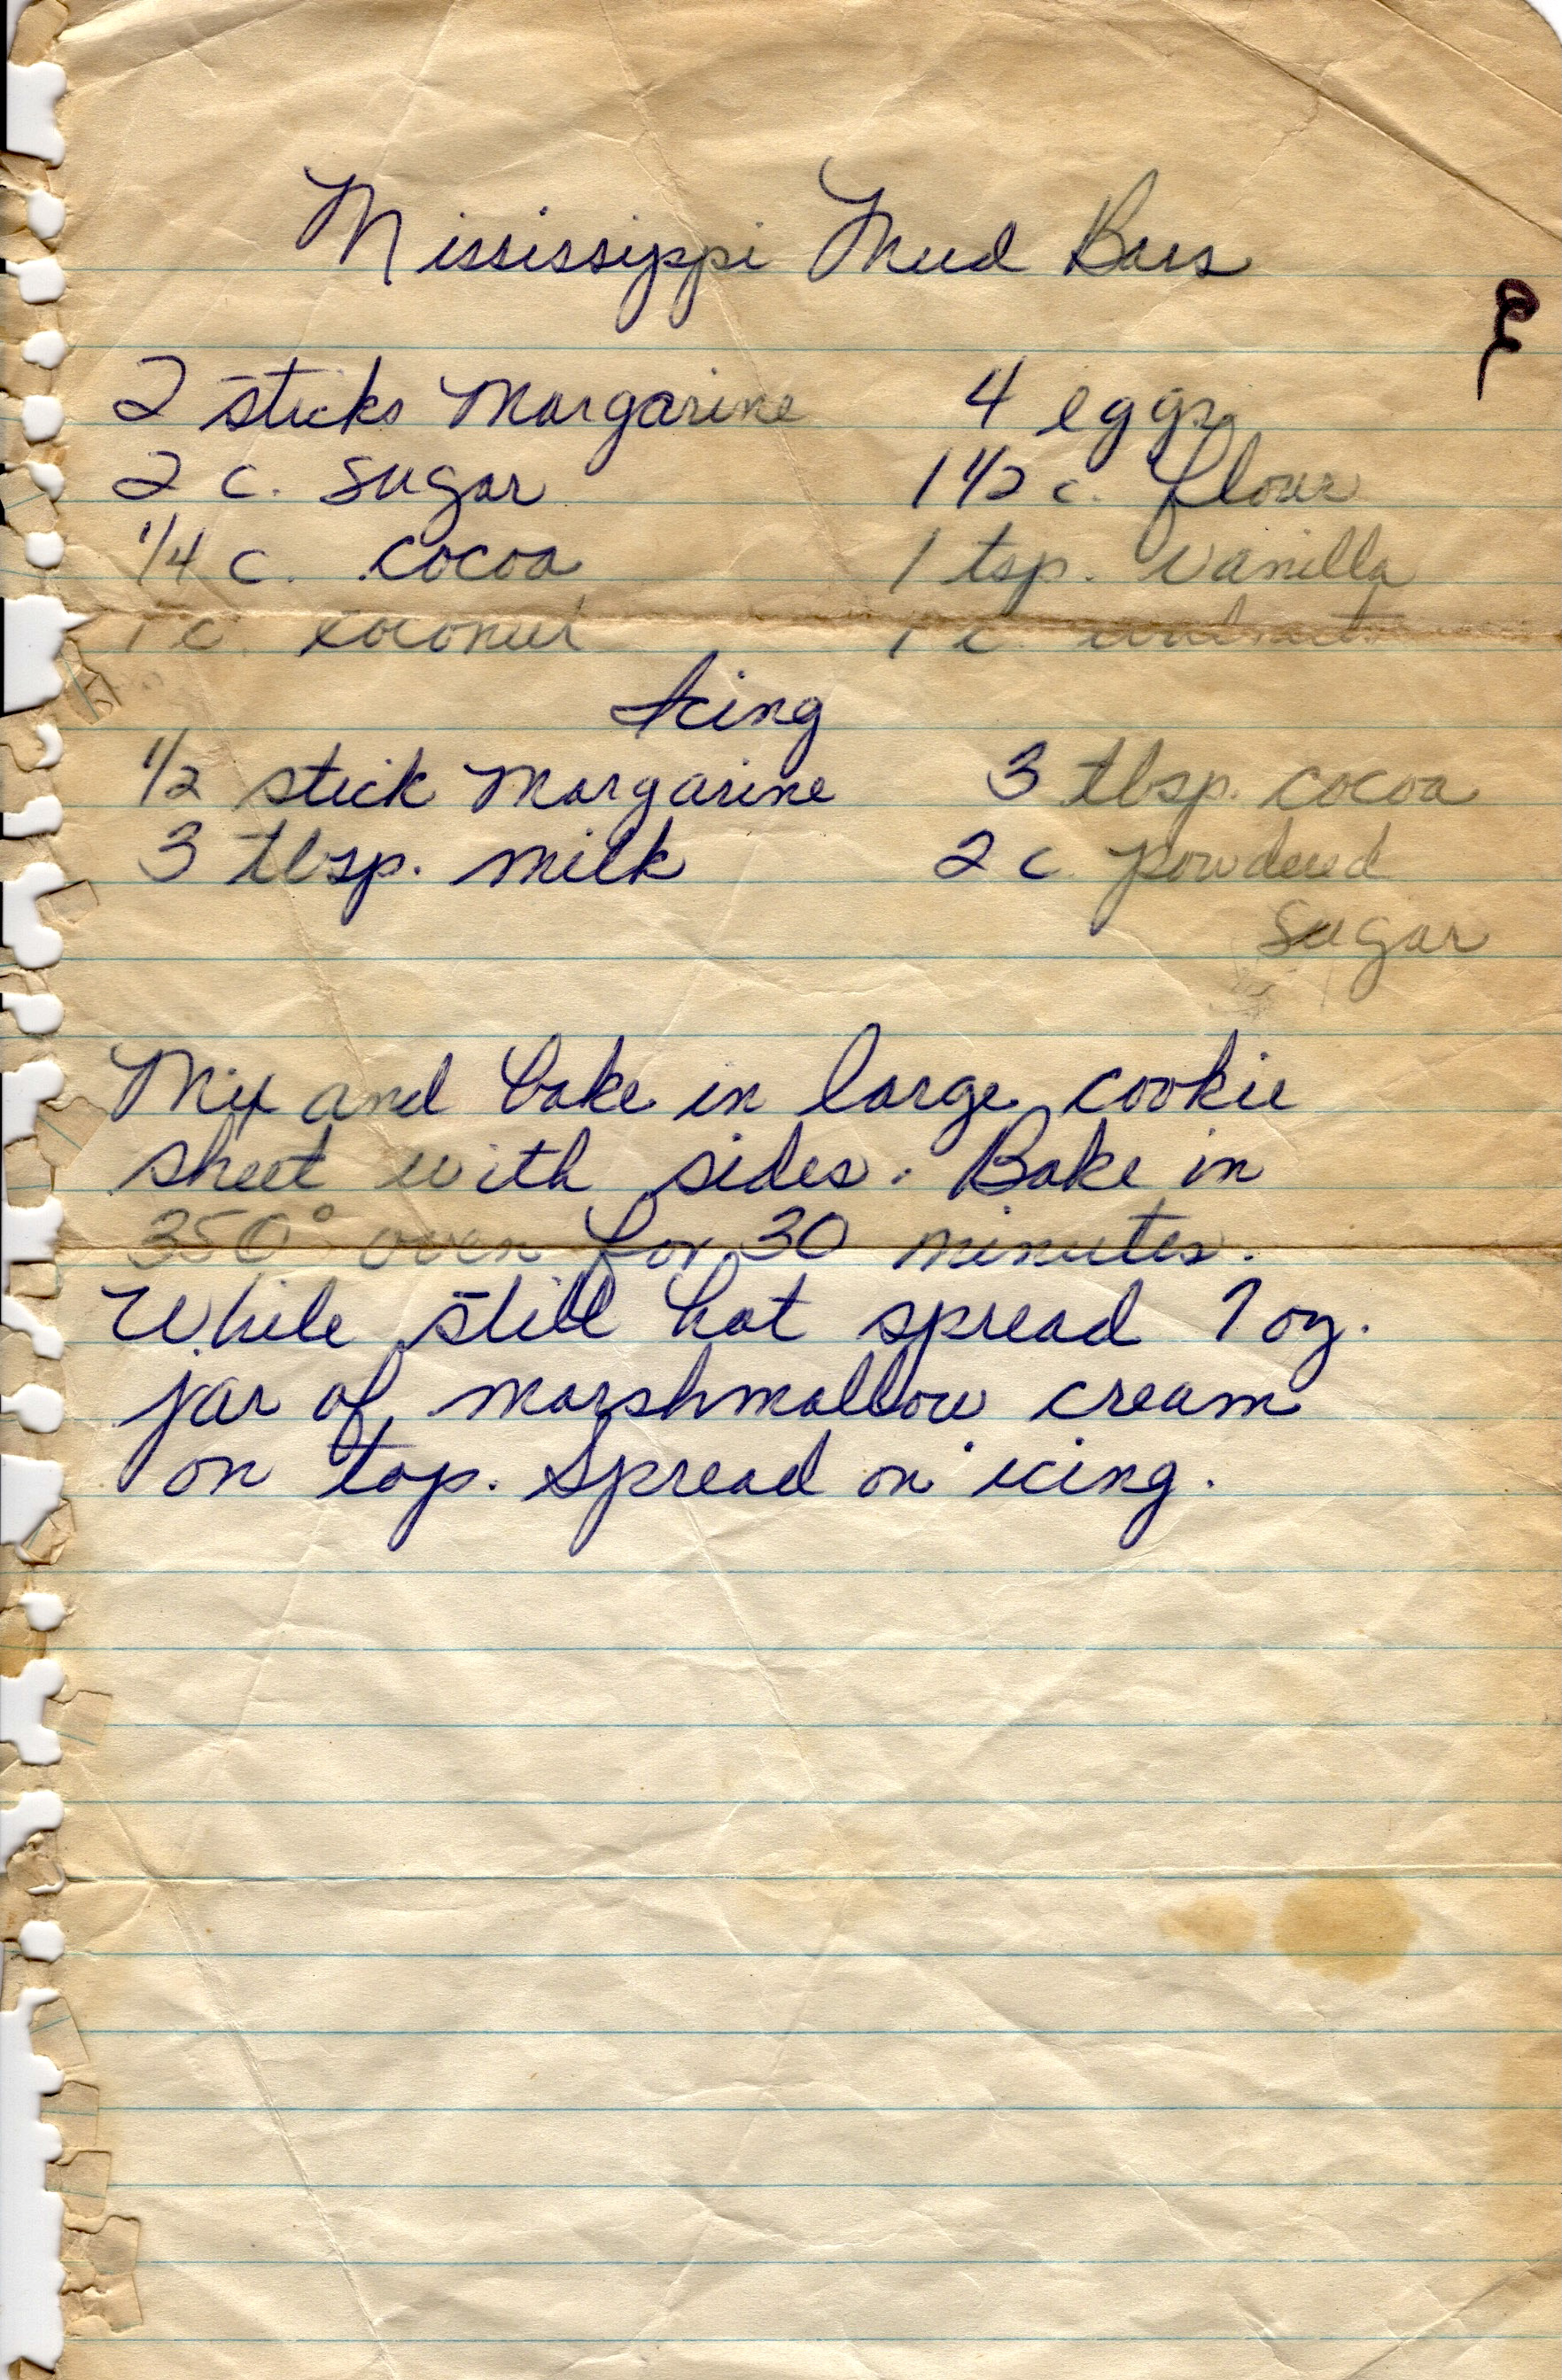 Mississippi Mud Bars
2 sticks Margarine 4 eggs
2 c. sugar 1 1/2 c. flour
1/4 c. cocoa 1 tsp. vanilla
1 c. coconut 1 c. walnuts
Icing
1/2 stick Margarine 3 tbsp. cocoa
3 tbsp. milk 2 c. powdered
sugar
Mix and bake in large cookie
sheet with sides. Bake in
350° oven for 30 minutes.
While still hot spread 7 oz.
jar of marshmallow cream
on top. Spread on icing.